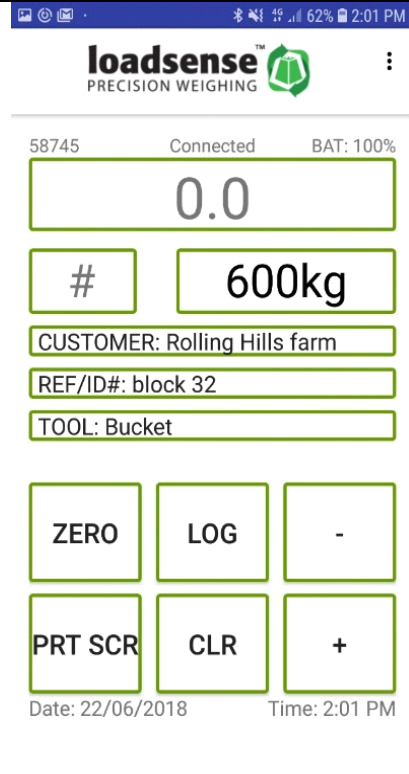 4G 62% 2:01 PM
loadsense™
PRECISION WEIGHING
58745 Connected BAT: 100%
0.0
# 600kg
CUSTOMER: Rolling Hills farm
REF/ID#: block 32
TOOL: Bucket
ZERO LOG -
PRT SCR CLR +
Date: 22/06/2018 Time: 2:01 PM